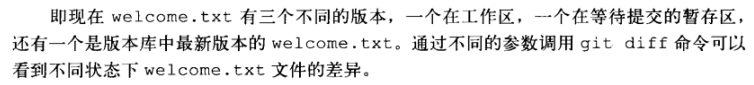 即现在 welcome.txt 有三个不同的版本，一个在工作区，一个在等待提交的暂存区，
还有一个是版本库中最新版本的 welcome.txt。通过不同的参数调用 git diff 命令可以
看到不同状态下 welcome.txt 文件的差异。